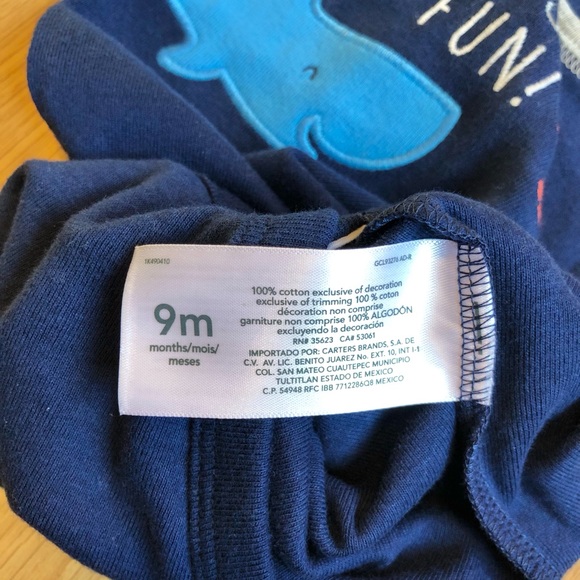 FUN!
1K490410
GCL93276-AD-R
9m
months/mois/
meses
100% cotton exclusive of decoration
exclusive of trimming 100 % coton
décoration non comprise
garniture non comprise 100% ALGODÓN
excluyendo la decoración
RN# 35623 CA# 53061
IMPORTADO POR: CARTERS BRANDS, S.A. DE
C.V. AV. LIC. BENITO JUAREZ No. EXT. 10, INT I-1
COL. SAN MATEO CUAUTEPEC MUNICIPIO
TULTITLAN ESTADO DE MEXICO
C.P. 54948 RFC IBB 7712286Q8 MEXICO